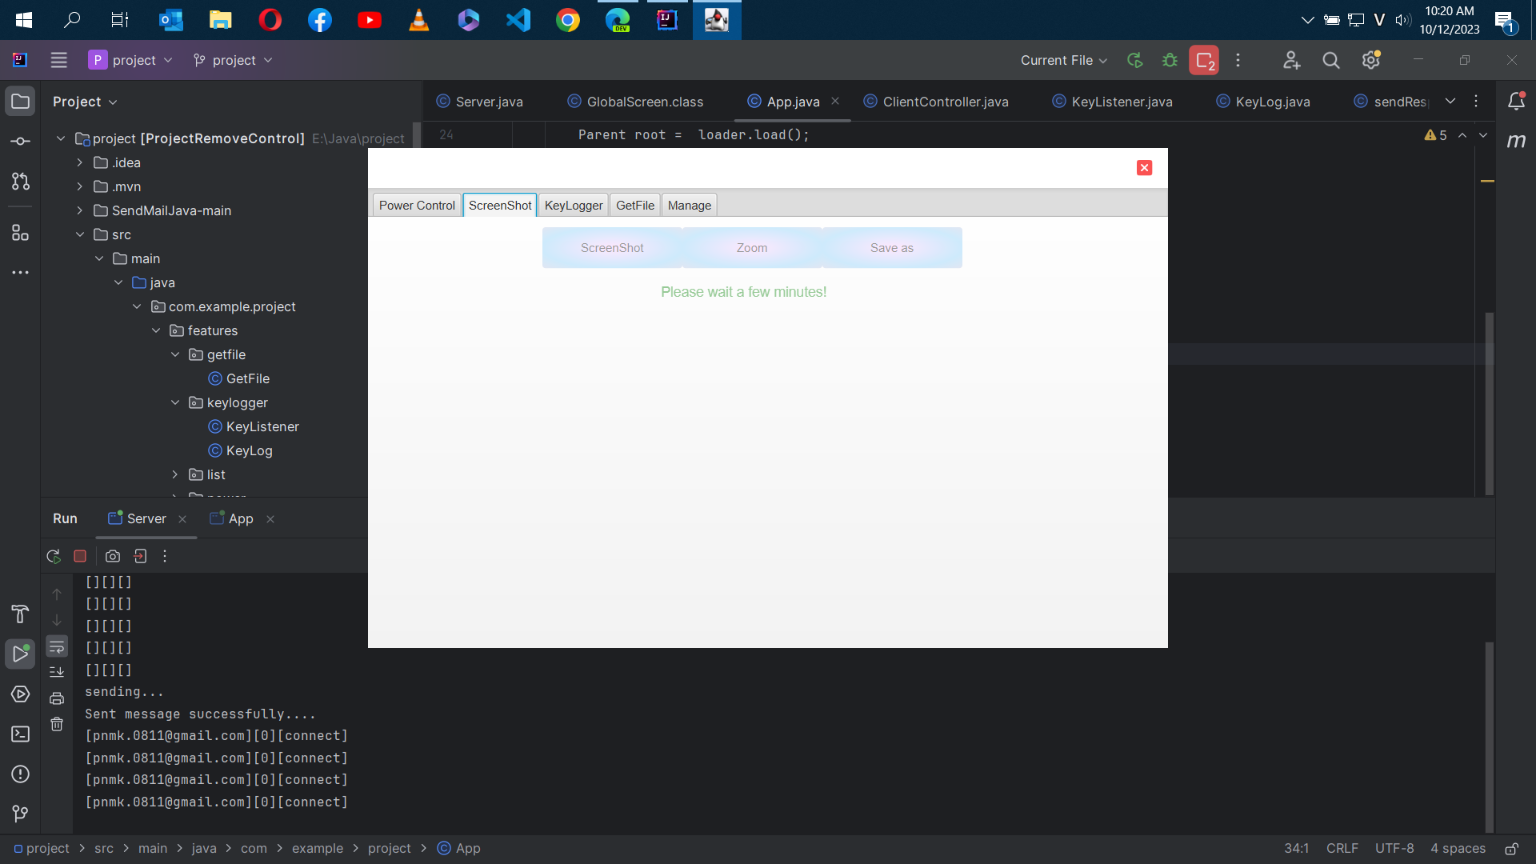 10:20 AM
10/12/2023
1
DEV
V
P project
project
Current File
2
Project
Server.java
GlobalScreen.class
App.java
ClientController.java
KeyListener.java
KeyLog.java
sendRes
project [ProjectRemoveControl] E:\Java\project
24
Parent root = loader.load();
5
m
.idea
.mvn
SendMailJava-main
src
main
java
com.example.project
features
getfile
GetFile
keylogger
KeyListener
KeyLog
list
Power Control
ScreenShot
KeyLogger
GetFile
Manage
ScreenShot
Zoom
Save as
Please wait a few minutes!
Run
Server
App
[][][]
[][][]
[][][]
[][][]
[][][]
sending...
Sent message successfully....
[pnmk.0811@gmail.com][0][connect]
[pnmk.0811@gmail.com][0][connect]
[pnmk.0811@gmail.com][0][connect]
[pnmk.0811@gmail.com][0][connect]
project > src > main > java > com > example > project > App
34:1 CRLF UTF-8 4 spaces